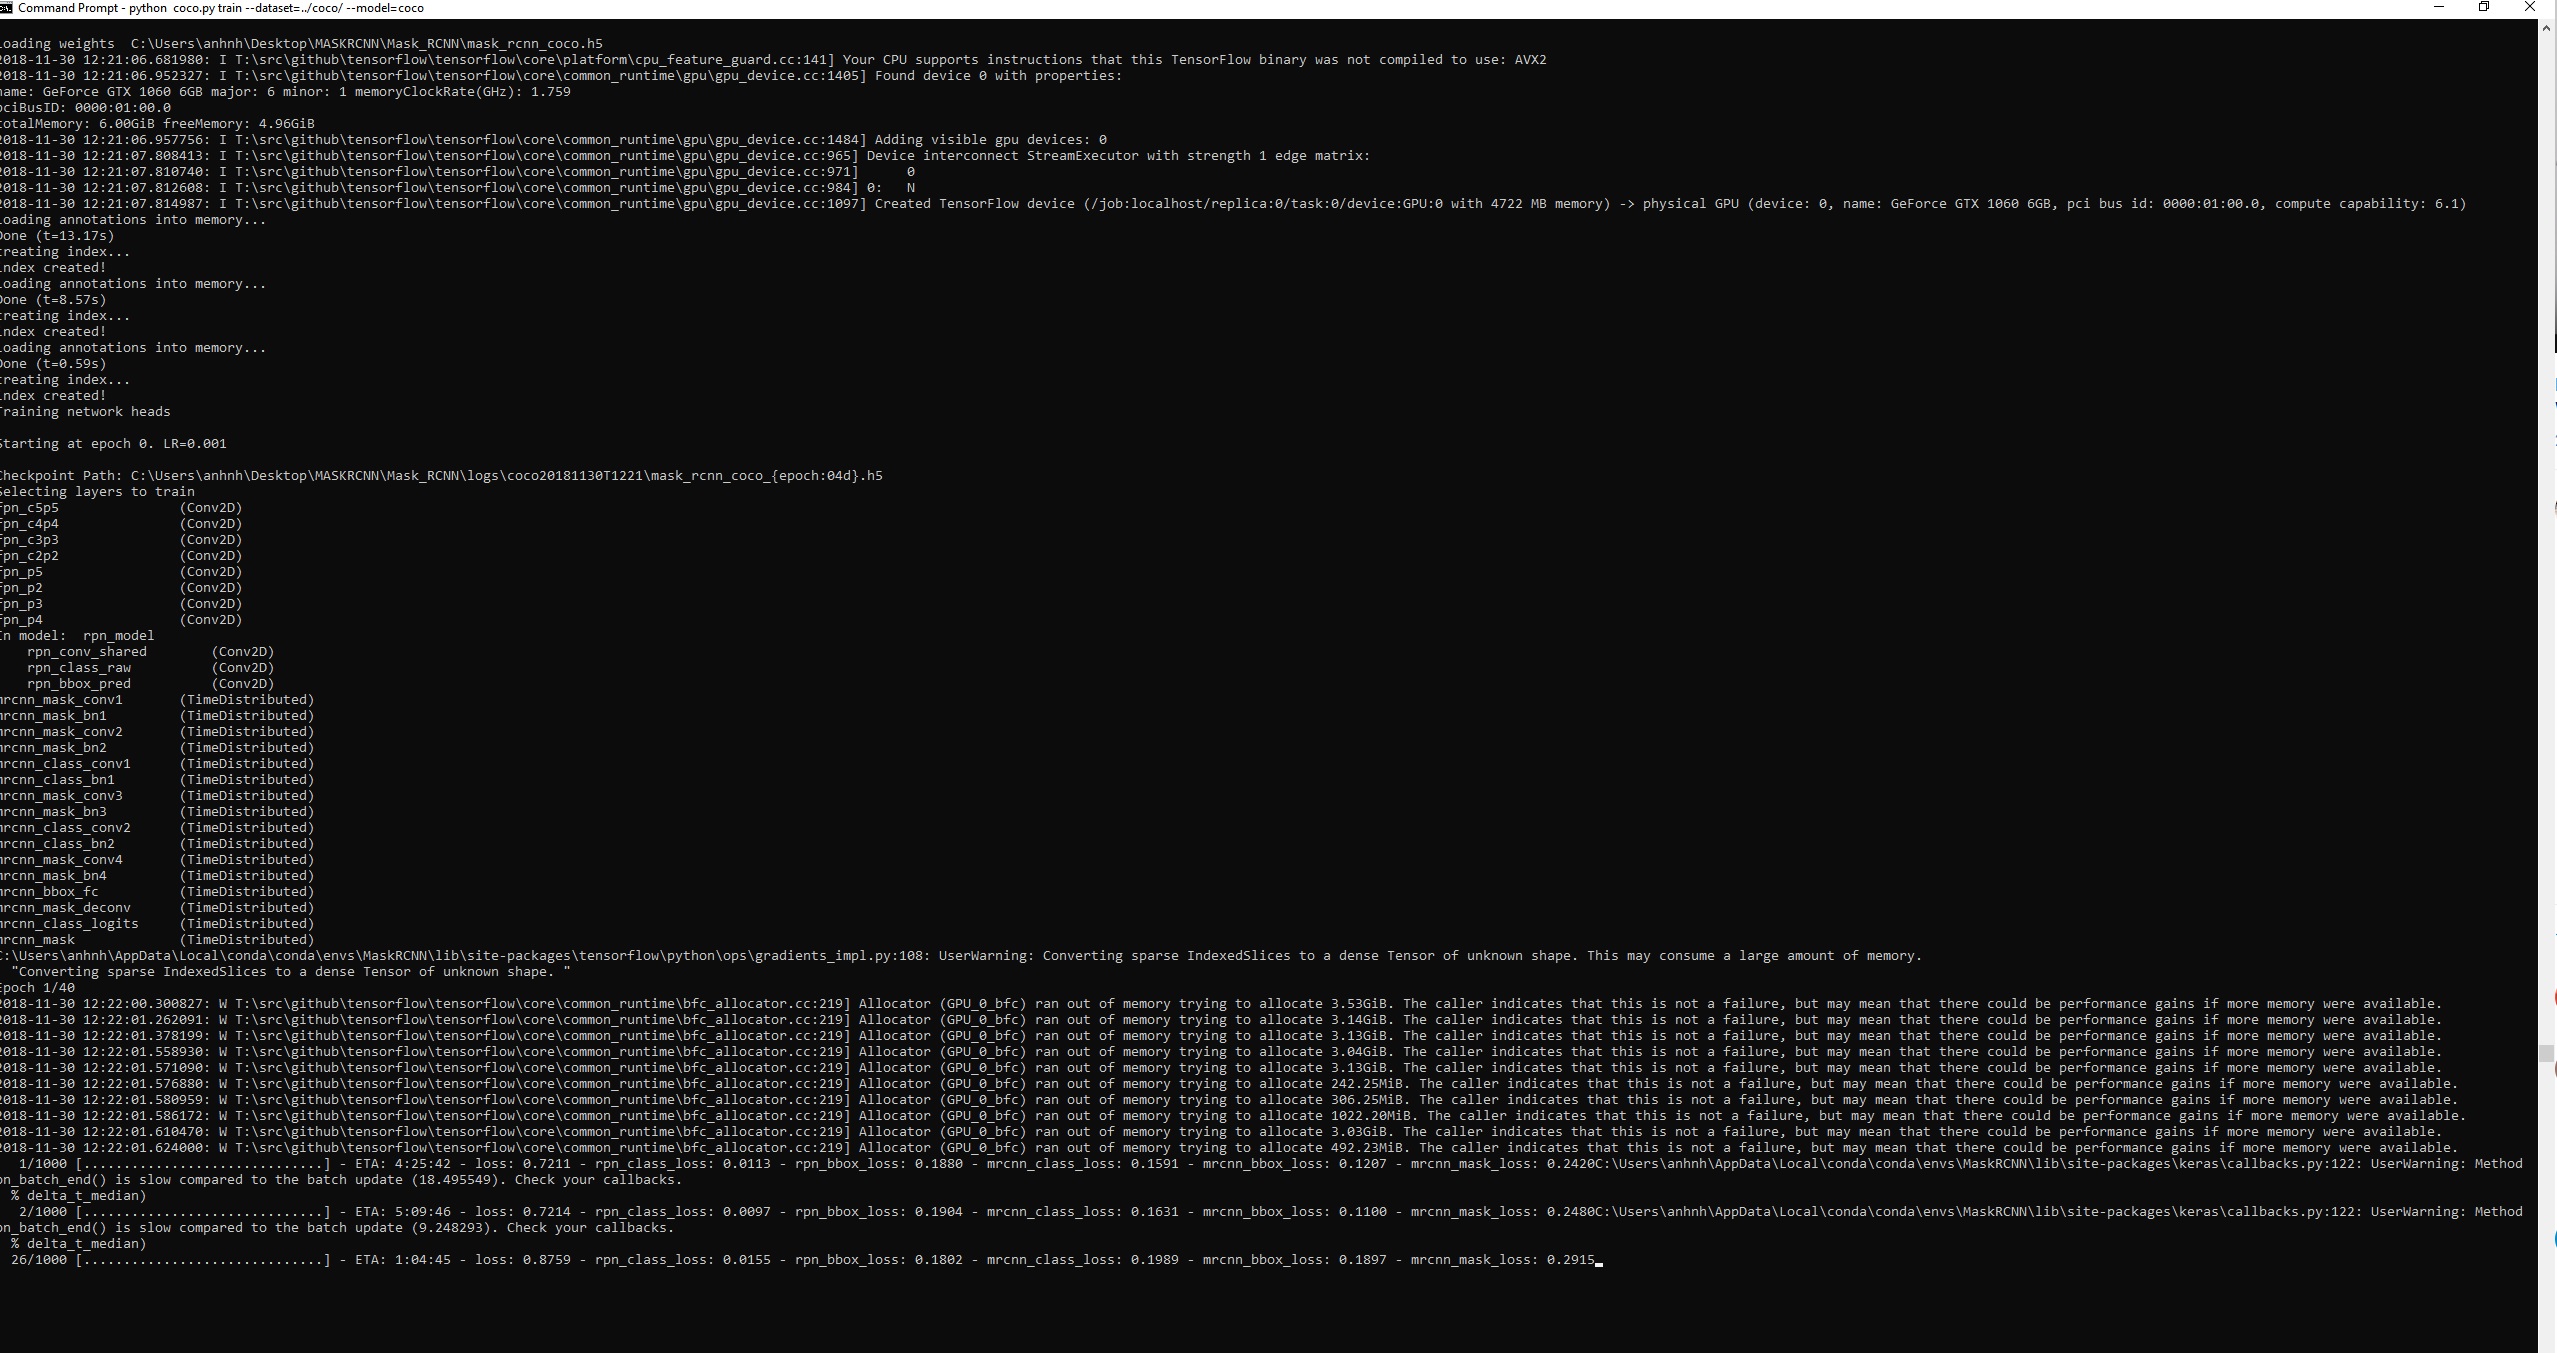 Command Prompt - python  coco.py train --dataset=../coco/ --model=coco
Loading weights  C:\Users\anhnh\Desktop\MASKRCNN\Mask_RCNN\mask_rcnn_coco.h5
2018-11-30 12:21:06.681980: I T:\src\github\tensorflow\tensorflow\core\platform\cpu_feature_guard.cc:141] Your CPU supports instructions that this TensorFlow binary was not compiled to use: AVX2
2018-11-30 12:21:06.952327: I T:\src\github\tensorflow\tensorflow\core\common_runtime\gpu\gpu_device.cc:1405] Found device 0 with properties:
name: GeForce GTX 1060 6GB major: 6 minor: 1 memoryClockRate(GHz): 1.759
pciBusID: 0000:01:00.0
totalMemory: 6.00GiB freeMemory: 4.96GiB
2018-11-30 12:21:06.957756: I T:\src\github\tensorflow\tensorflow\core\common_runtime\gpu\gpu_device.cc:1484] Adding visible gpu devices: 0
2018-11-30 12:21:07.808413: I T:\src\github\tensorflow\tensorflow\core\common_runtime\gpu\gpu_device.cc:965] Device interconnect StreamExecutor with strength 1 edge matrix:
2018-11-30 12:21:07.810740: I T:\src\github\tensorflow\tensorflow\core\common_runtime\gpu\gpu_device.cc:971]      0
2018-11-30 12:21:07.812608: I T:\src\github\tensorflow\tensorflow\core\common_runtime\gpu\gpu_device.cc:984] 0:   N
2018-11-30 12:21:07.814987: I T:\src\github\tensorflow\tensorflow\core\common_runtime\gpu\gpu_device.cc:1097] Created TensorFlow device (/job:localhost/replica:0/task:0/device:GPU:0 with 4722 MB memory) -> physical GPU (device: 0, name: GeForce GTX 1060 6GB, pci bus id: 0000:01:00.0, compute capability: 6.1)
loading annotations into memory...
Done (t=13.17s)
creating index...
index created!
loading annotations into memory...
Done (t=8.57s)
creating index...
index created!
loading annotations into memory...
Done (t=0.59s)
creating index...
index created!
Training network heads
Starting at epoch 0. LR=0.001
Checkpoint Path: C:\Users\anhnh\Desktop\MASKRCNN\Mask_RCNN\logs\coco20181130T1221\mask_rcnn_coco_{epoch:04d}.h5
Selecting layers to train
fpn_c5p5               (Conv2D)
fpn_c4p4               (Conv2D)
fpn_c3p3               (Conv2D)
fpn_c2p2               (Conv2D)
fpn_p5                 (Conv2D)
fpn_p2                 (Conv2D)
fpn_p3                 (Conv2D)
fpn_p4                 (Conv2D)
In model:  rpn_model
    rpn_conv_shared        (Conv2D)
    rpn_class_raw          (Conv2D)
    rpn_bbox_pred          (Conv2D)
mrcnn_mask_conv1       (TimeDistributed)
mrcnn_mask_bn1         (TimeDistributed)
mrcnn_mask_conv2       (TimeDistributed)
mrcnn_mask_bn2         (TimeDistributed)
mrcnn_class_conv1      (TimeDistributed)
mrcnn_class_bn1        (TimeDistributed)
mrcnn_mask_conv3       (TimeDistributed)
mrcnn_mask_bn3         (TimeDistributed)
mrcnn_class_conv2      (TimeDistributed)
mrcnn_class_bn2        (TimeDistributed)
mrcnn_mask_conv4       (TimeDistributed)
mrcnn_mask_bn4         (TimeDistributed)
mrcnn_bbox_fc          (TimeDistributed)
mrcnn_mask_deconv      (TimeDistributed)
mrcnn_class_logits     (TimeDistributed)
mrcnn_mask             (TimeDistributed)
C:\Users\anhnh\AppData\Local\conda\conda\envs\MaskRCNN\lib\site-packages\tensorflow\python\ops\gradients_impl.py:108: UserWarning: Converting sparse IndexedSlices to a dense Tensor of unknown shape. This may consume a large amount of memory.
  "Converting sparse IndexedSlices to a dense Tensor of unknown shape. "
Epoch 1/40
2018-11-30 12:22:00.300827: W T:\src\github\tensorflow\tensorflow\core\common_runtime\bfc_allocator.cc:219] Allocator (GPU_0_bfc) ran out of memory trying to allocate 3.53GiB. The caller indicates that this is not a failure, but may mean that there could be performance gains if more memory were available.
2018-11-30 12:22:01.262091: W T:\src\github\tensorflow\tensorflow\core\common_runtime\bfc_allocator.cc:219] Allocator (GPU_0_bfc) ran out of memory trying to allocate 3.14GiB. The caller indicates that this is not a failure, but may mean that there could be performance gains if more memory were available.
2018-11-30 12:22:01.378199: W T:\src\github\tensorflow\tensorflow\core\common_runtime\bfc_allocator.cc:219] Allocator (GPU_0_bfc) ran out of memory trying to allocate 3.13GiB. The caller indicates that this is not a failure, but may mean that there could be performance gains if more memory were available.
2018-11-30 12:22:01.558930: W T:\src\github\tensorflow\tensorflow\core\common_runtime\bfc_allocator.cc:219] Allocator (GPU_0_bfc) ran out of memory trying to allocate 3.04GiB. The caller indicates that this is not a failure, but may mean that there could be performance gains if more memory were available.
2018-11-30 12:22:01.571090: W T:\src\github\tensorflow\tensorflow\core\common_runtime\bfc_allocator.cc:219] Allocator (GPU_0_bfc) ran out of memory trying to allocate 3.13GiB. The caller indicates that this is not a failure, but may mean that there could be performance gains if more memory were available.
2018-11-30 12:22:01.576880: W T:\src\github\tensorflow\tensorflow\core\common_runtime\bfc_allocator.cc:219] Allocator (GPU_0_bfc) ran out of memory trying to allocate 242.25MiB. The caller indicates that this is not a failure, but may mean that there could be performance gains if more memory were available.
2018-11-30 12:22:01.580959: W T:\src\github\tensorflow\tensorflow\core\common_runtime\bfc_allocator.cc:219] Allocator (GPU_0_bfc) ran out of memory trying to allocate 306.25MiB. The caller indicates that this is not a failure, but may mean that there could be performance gains if more memory were available.
2018-11-30 12:22:01.586172: W T:\src\github\tensorflow\tensorflow\core\common_runtime\bfc_allocator.cc:219] Allocator (GPU_0_bfc) ran out of memory trying to allocate 1022.20MiB. The caller indicates that this is not a failure, but may mean that there could be performance gains if more memory were available.
2018-11-30 12:22:01.610470: W T:\src\github\tensorflow\tensorflow\core\common_runtime\bfc_allocator.cc:219] Allocator (GPU_0_bfc) ran out of memory trying to allocate 3.03GiB. The caller indicates that this is not a failure, but may mean that there could be performance gains if more memory were available.
2018-11-30 12:22:01.624000: W T:\src\github\tensorflow\tensorflow\core\common_runtime\bfc_allocator.cc:219] Allocator (GPU_0_bfc) ran out of memory trying to allocate 492.23MiB. The caller indicates that this is not a failure, but may mean that there could be performance gains if more memory were available.
   1/1000 [..............................] - ETA: 4:25:42 - loss: 0.7211 - rpn_class_loss: 0.0113 - rpn_bbox_loss: 0.1880 - mrcnn_class_loss: 0.1591 - mrcnn_bbox_loss: 0.1207 - mrcnn_mask_loss: 0.2420C:\Users\anhnh\AppData\Local\conda\conda\envs\MaskRCNN\lib\site-packages\keras\callbacks.py:122: UserWarning: Method
on_batch_end() is slow compared to the batch update (18.495549). Check your callbacks.
  % delta_t_median)
   2/1000 [..............................] - ETA: 5:09:46 - loss: 0.7214 - rpn_class_loss: 0.0097 - rpn_bbox_loss: 0.1904 - mrcnn_class_loss: 0.1631 - mrcnn_bbox_loss: 0.1100 - mrcnn_mask_loss: 0.2480C:\Users\anhnh\AppData\Local\conda\conda\envs\MaskRCNN\lib\site-packages\keras\callbacks.py:122: UserWarning: Method
on_batch_end() is slow compared to the batch update (9.248293). Check your callbacks.
  % delta_t_median)
  26/1000 [..............................] - ETA: 1:04:45 - loss: 0.8759 - rpn_class_loss: 0.0155 - rpn_bbox_loss: 0.1802 - mrcnn_class_loss: 0.1989 - mrcnn_bbox_loss: 0.1897 - mrcnn_mask_loss: 0.2915